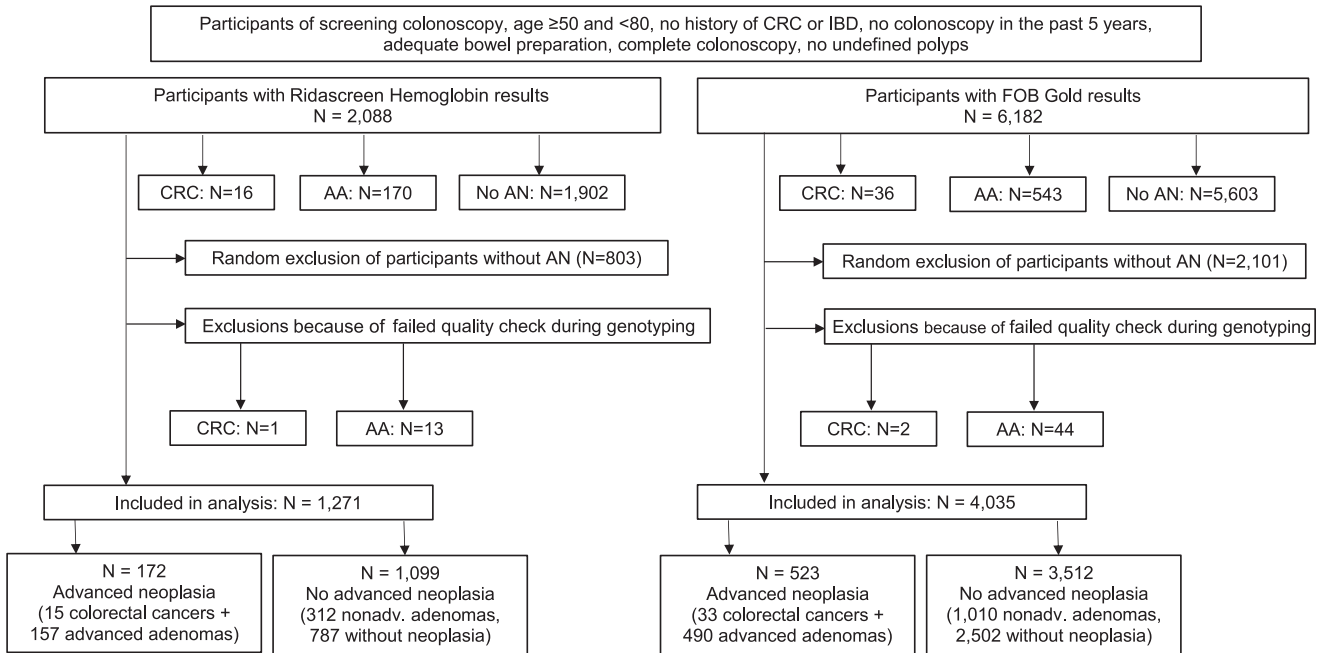 Participants of screening colonoscopy, age ≥50 and <80, no history of CRC or IBD, no colonoscopy in the past 5 years,
adequate bowel preparation, complete colonoscopy, no undefined polyps
Participants with Ridascreen Hemoglobin results
N = 2,088
CRC: N=16
AA: N=170
No AN: N=1,902
Random exclusion of participants without AN (N=803)
Exclusions because of failed quality check during genotyping
CRC: N=1
AA: N=13
Included in analysis: N = 1,271
N = 172
Advanced neoplasia
(15 colorectal cancers +
157 advanced adenomas)
N = 1,099
No advanced neoplasia
(312 nonadv. adenomas,
787 without neoplasia)
Participants with FOB Gold results
N = 6,182
CRC: N=36
AA: N=543
No AN: N=5,603
Random exclusion of participants without AN (N=2,101)
Exclusions because of failed quality check during genotyping
CRC: N=2
AA: N=44
Included in analysis: N = 4,035
N = 523
Advanced neoplasia
(33 colorectal cancers +
490 advanced adenomas)
N = 3,512
No advanced neoplasia
(1,010 nonadv. adenomas,
2,502 without neoplasia)